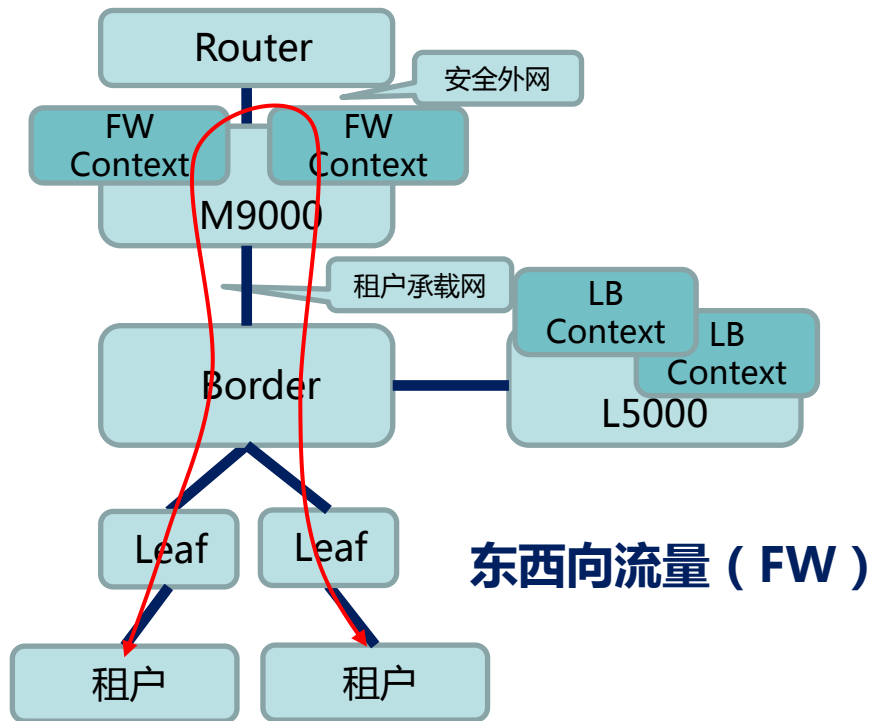 Router
安全外网
FW
Context
FW
Context
M9000
租户承载网
LB
Context
LB
Context
Border
L5000
Leaf
Leaf
东西向流量（FW）
租户
租户